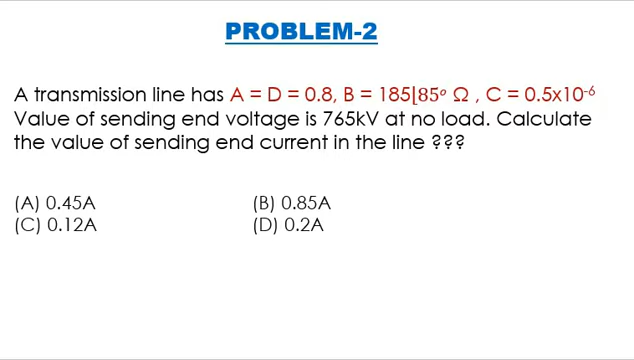 PROBLEM-2
A transmission line has A = D = 0.8, B = 185⌊85° Ω , C = 0.5x10⁻⁶
Value of sending end voltage is 765kV at no load. Calculate
the value of sending end current in the line ???
(A) 0.45A (B) 0.85A
(C) 0.12A (D) 0.2A